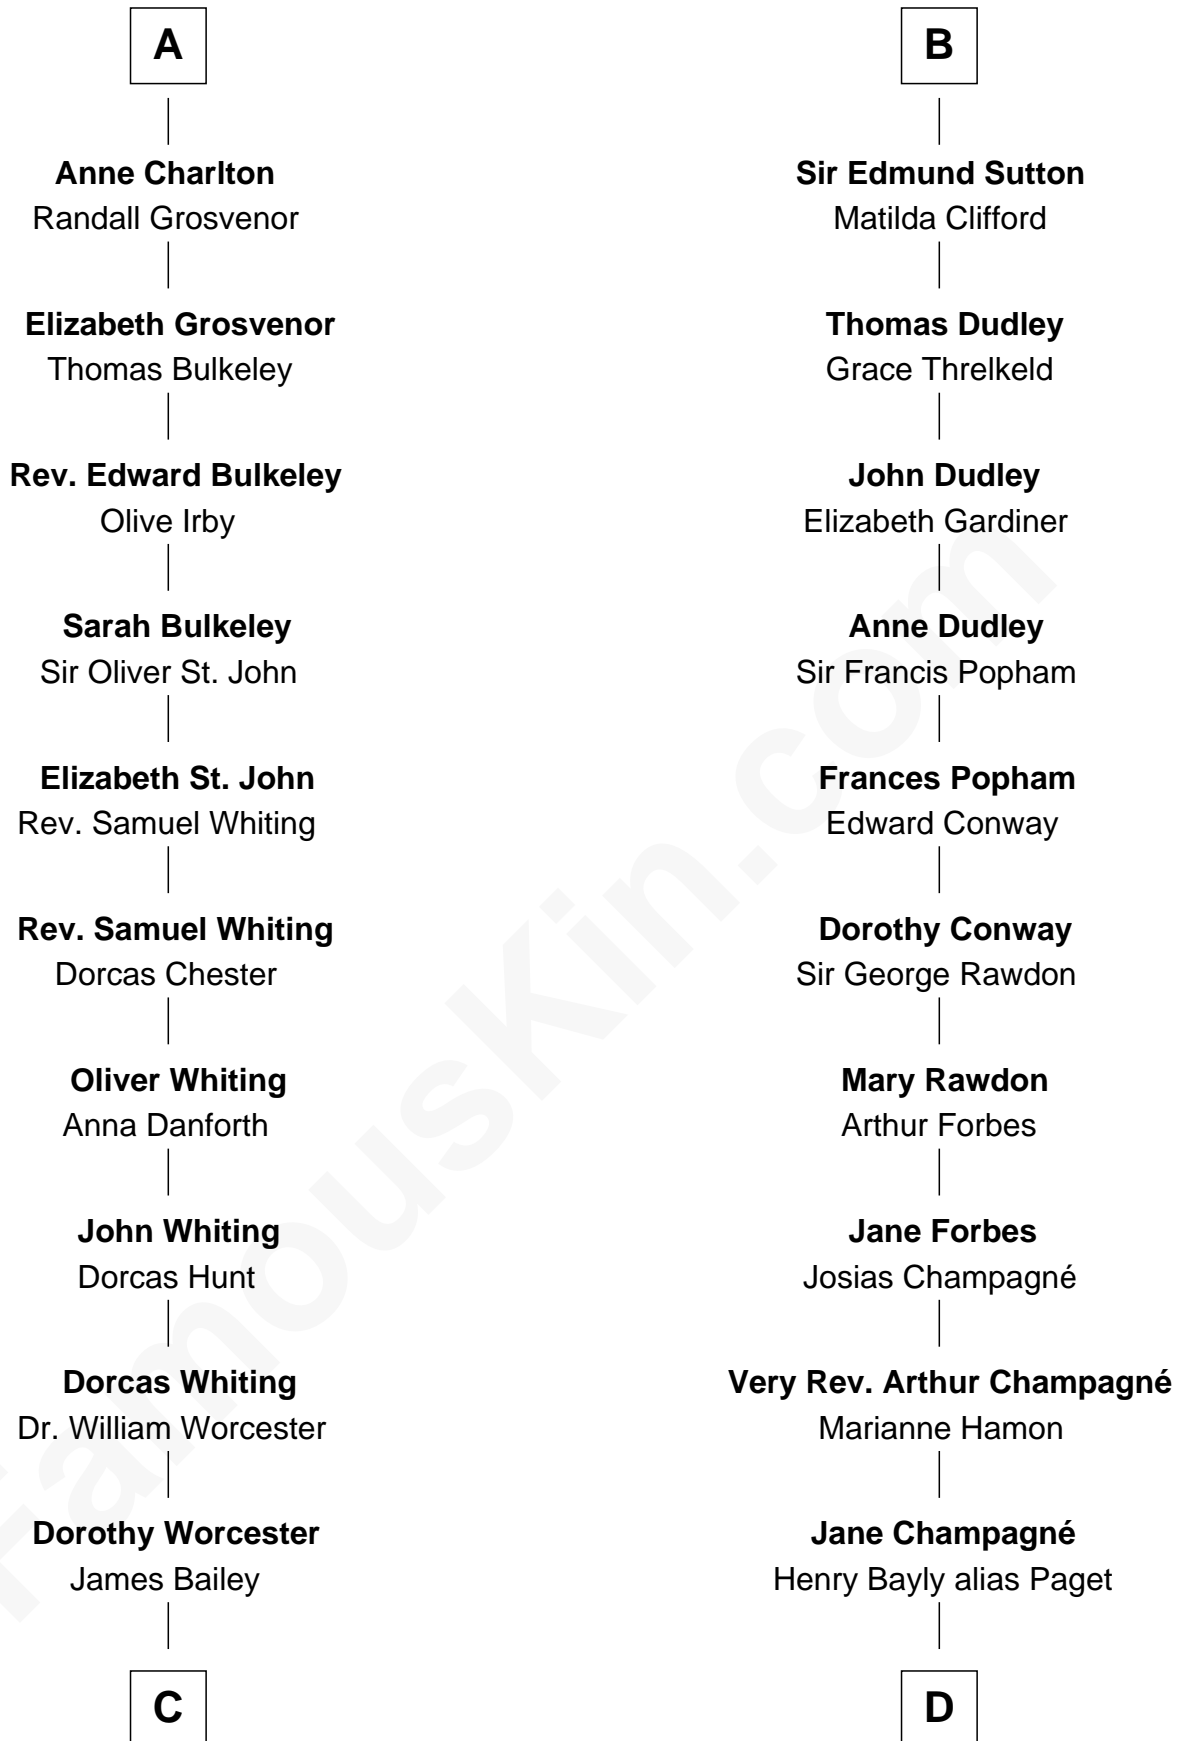 A
Anne Charlton
Randall Grosvenor
Elizabeth Grosvenor
Thomas Bulkeley
Rev. Edward Bulkeley
Olive Irby
Sarah Bulkeley
Sir Oliver St. John
Elizabeth St. John
Rev. Samuel Whiting
Rev. Samuel Whiting
Dorcas Chester
Oliver Whiting
Anna Danforth
John Whiting
Dorcas Hunt
Dorcas Whiting
Dr. William Worcester
Dorothy Worcester
James Bailey
C
B
Sir Edmund Sutton
Matilda Clifford
Thomas Dudley
Grace Threlkeld
John Dudley
Elizabeth Gardiner
Anne Dudley
Sir Francis Popham
Frances Popham
Edward Conway
Dorothy Conway
Sir George Rawdon
Mary Rawdon
Arthur Forbes
Jane Forbes
Josias Champagné
Very Rev. Arthur Champagné
Marianne Hamon
Jane Champagné
Henry Bayly alias Paget
D
FamousKin.com